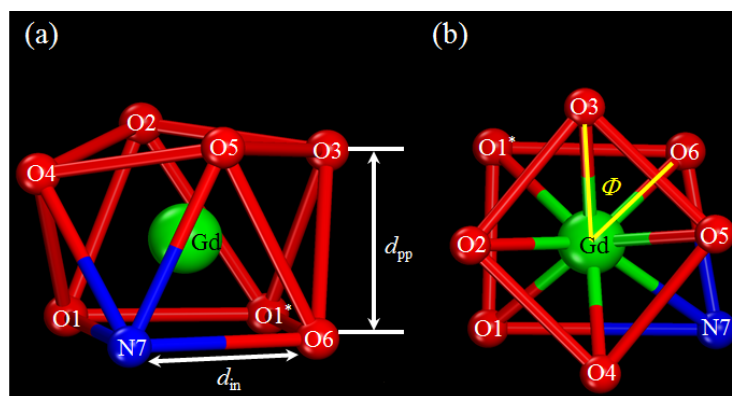 (a)
O2
O5
O3
O4
Gd
d_pp
O1
O1*
N7
O6
d_in
(b)
O3
O1*
O6
Φ
O2
Gd
O5
O1
N7
O4